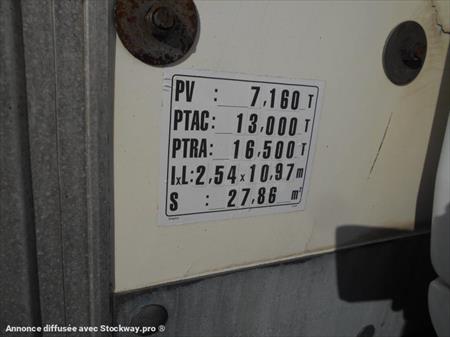 PV : 7,160 T
PTAC: 13,000 T
PTRA: 16,500 T
lxL:2,54 x 10,97 m
S : 27,86 m²
Annonce diffusée avec Stockway.pro ®